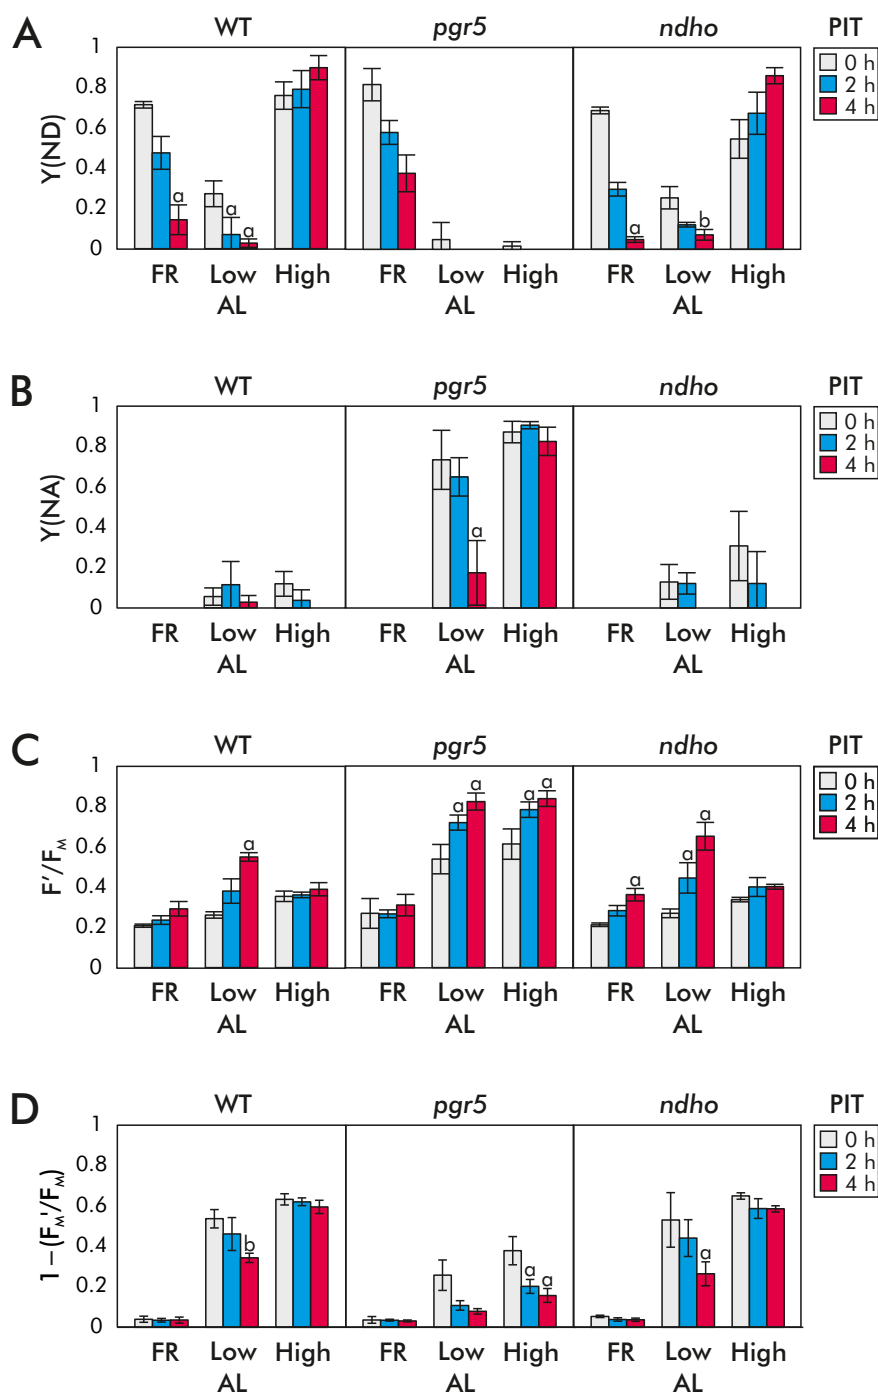 A
WT
pgr5
ndho
PIT
0 h
2 h
4 h
Y(ND)
1
0.8
0.6
0.4
0.2
0
a
a
a
a
b
FR
Low
High
FR
Low
High
FR
Low
High
AL
AL
AL
B
WT
pgr5
ndho
PIT
0 h
2 h
4 h
Y(NA)
1
0.8
0.6
0.4
0.2
0
a
FR
Low
High
FR
Low
High
FR
Low
High
AL
AL
AL
C
WT
pgr5
ndho
PIT
0 h
2 h
4 h
F'/FM
1
0.8
0.6
0.4
0.2
0
a
a
a
a
a
a
a
a
FR
Low
High
FR
Low
High
FR
Low
High
AL
AL
AL
D
WT
pgr5
ndho
PIT
0 h
2 h
4 h
1–(FM'/FM)
1
0.8
0.6
0.4
0.2
0
b
a
a
a
FR
Low
High
FR
Low
High
FR
Low
High
AL
AL
AL